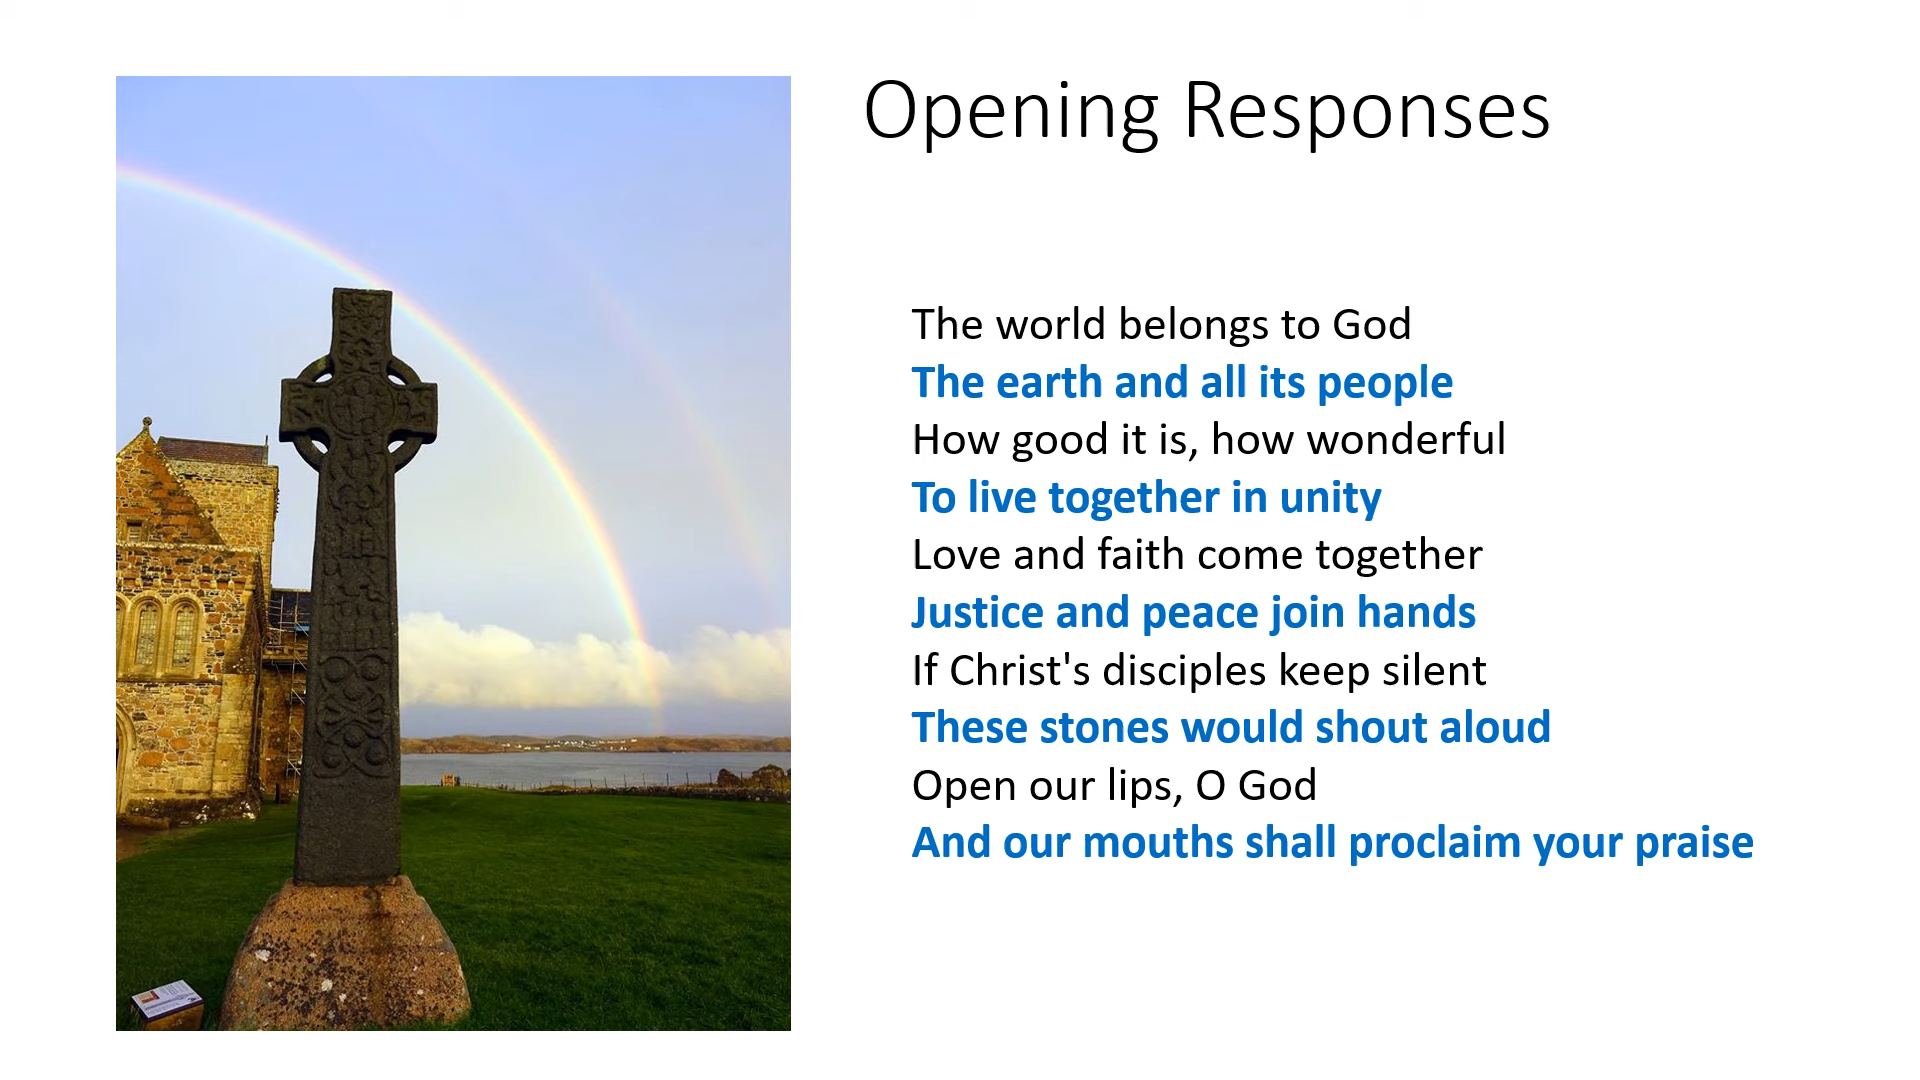 Opening Responses
The world belongs to God
The earth and all its people
How good it is, how wonderful
To live together in unity
Love and faith come together
Justice and peace join hands
If Christ's disciples keep silent
These stones would shout aloud
Open our lips, O God
And our mouths shall proclaim your praise